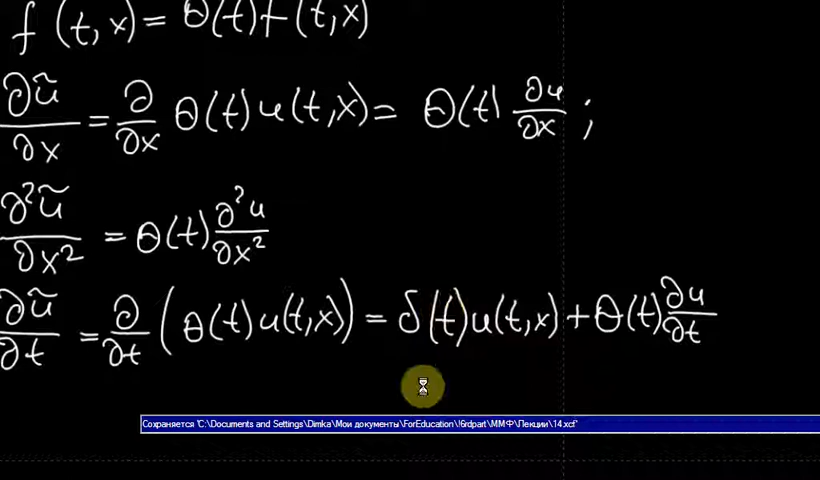 f (t,x) = Θ(t) f (t,x)
∂ũ/∂x = ∂/∂x Θ(t) u(t,x) = Θ(t) ∂u/∂x ;
∂²ũ/∂x² = Θ(t) ∂²u/∂x²
∂ũ/∂t = ∂/∂t (Θ(t) u(t,x)) = δ(t) u(t,x) + Θ(t) ∂u/∂t
Сохраняется 'C:\Documents and Settings\Dimka\Мои документы\ForEducation\!6rdpart\ММФ\Лекции\14.xcf'